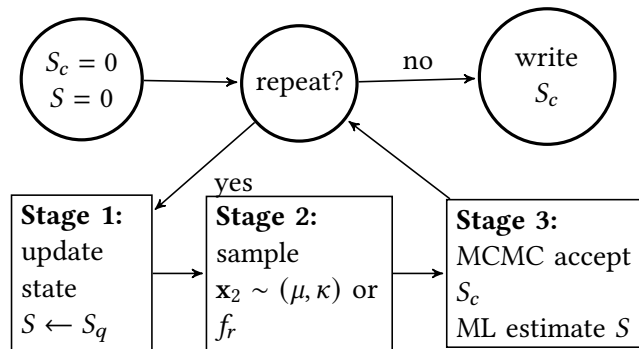 S_c = 0
S = 0
repeat?
no
write
S_c
yes
Stage 1:
update
state
S ← S_q
Stage 2:
sample
x₂ ∼ (μ, κ) or
f_r
Stage 3:
MCMC accept
S_c
ML estimate S